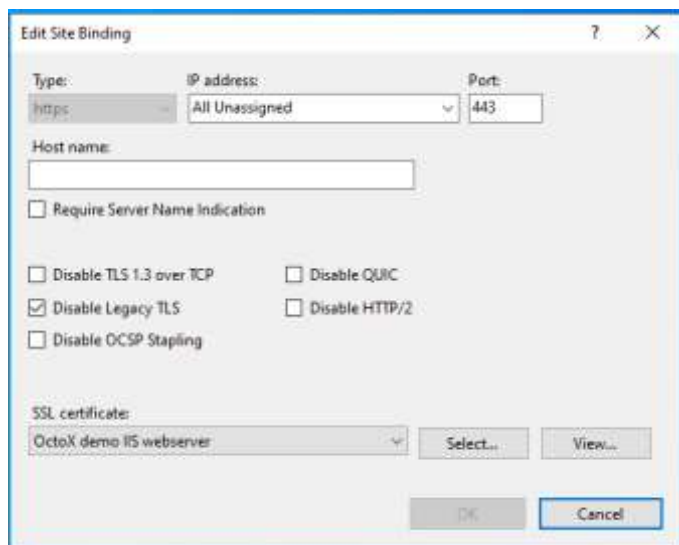 Edit Site Binding
?
Type:
IP address:
Port:
https
All Unassigned
443
Host name:
Require Server Name Indication
Disable TLS 1.3 over TCP
Disable QUIC
Disable Legacy TLS
Disable HTTP/2
Disable OCSP Stapling
SSL certificate:
OctoX demo IIS webserver
Select...
View...
OK
Cancel